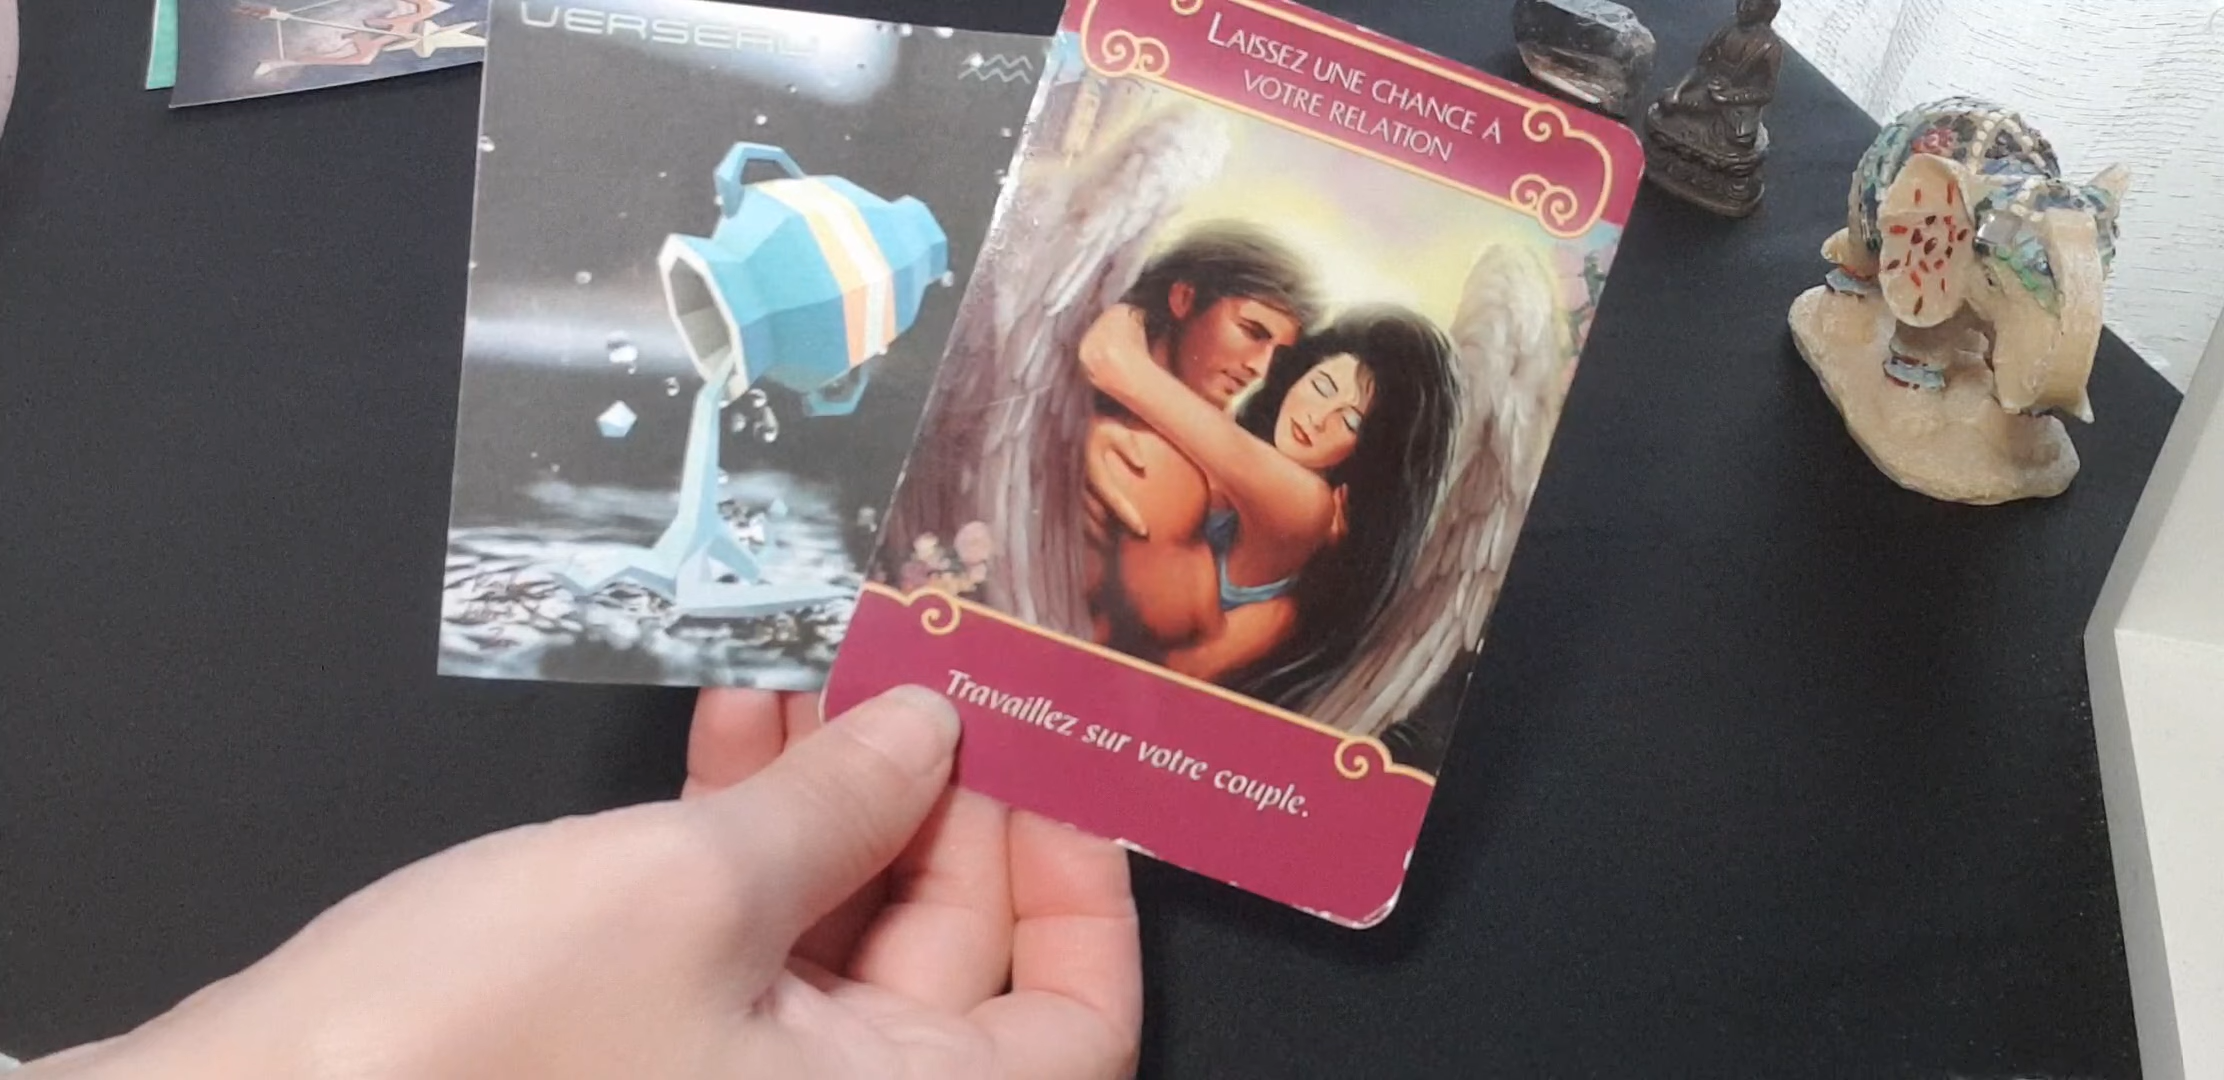 VERSEAU
LAISSEZ UNE CHANCE A
VOTRE RELATION
Travaillez sur votre couple.